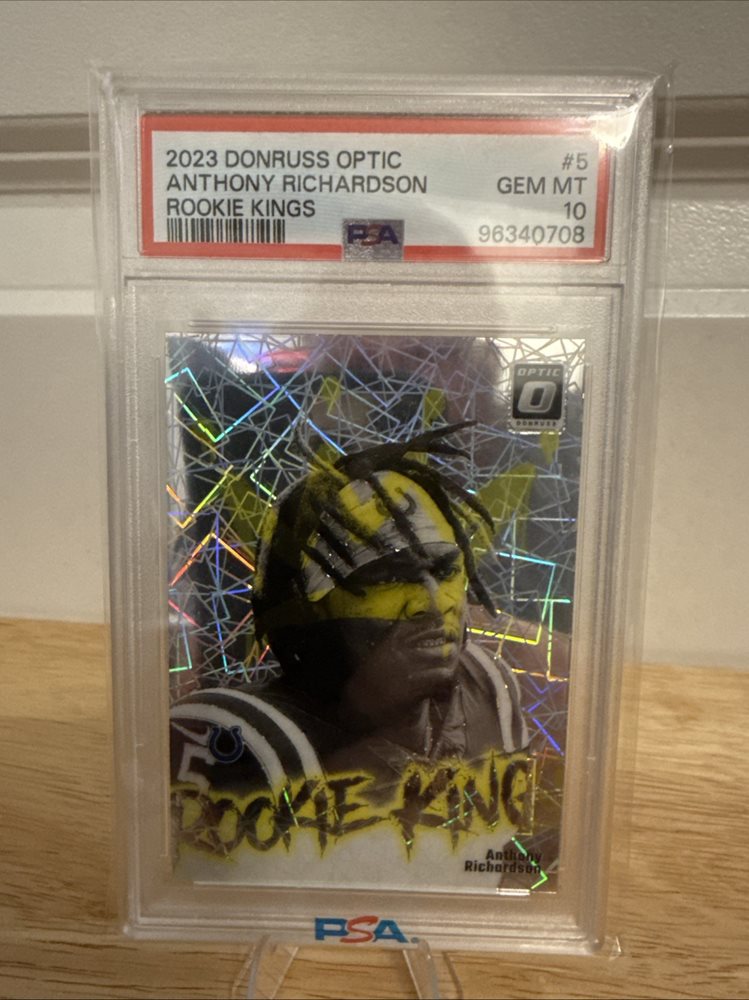 2023 DONRUSS OPTIC #5
ANTHONY RICHARDSON GEM MT
ROOKIE KINGS 10
PSA 96340708
OPTIC
O
DONRUSS
5
ROOKIE KING
Anthony
Richardson
PSA